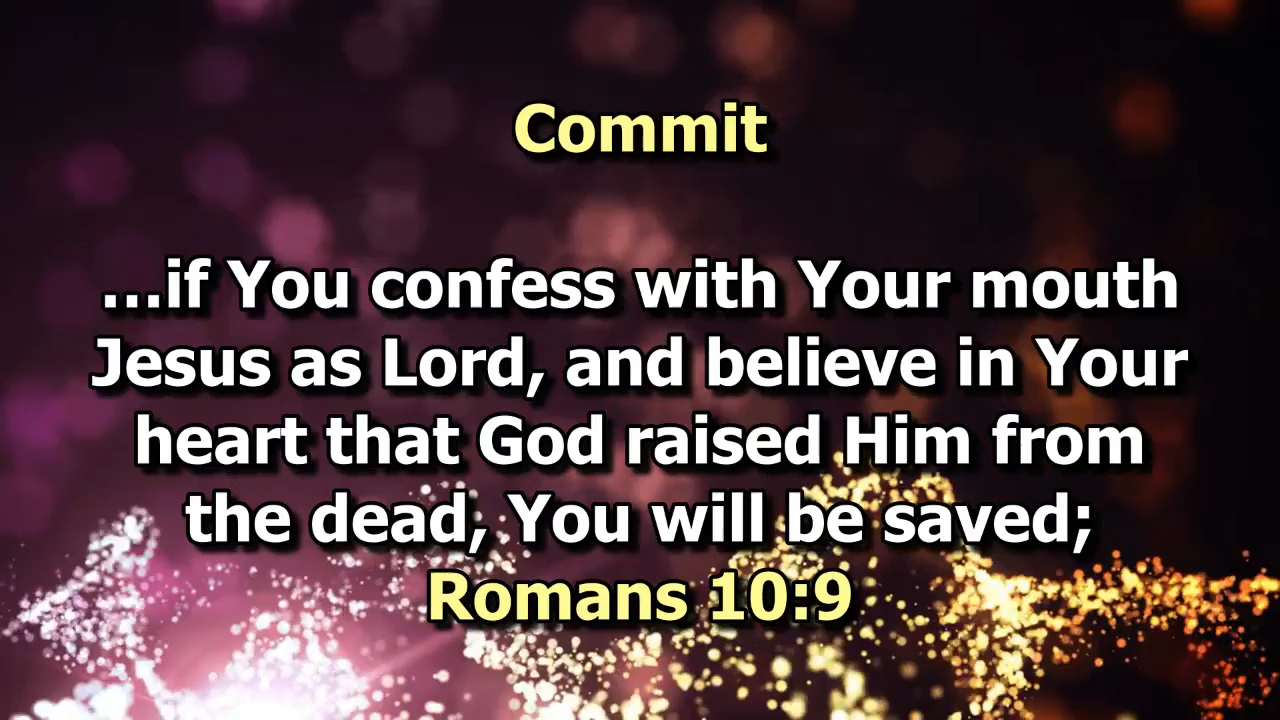 Commit
...if You confess with Your mouth
Jesus as Lord, and believe in Your
heart that God raised Him from
the dead, You will be saved;
Romans 10:9